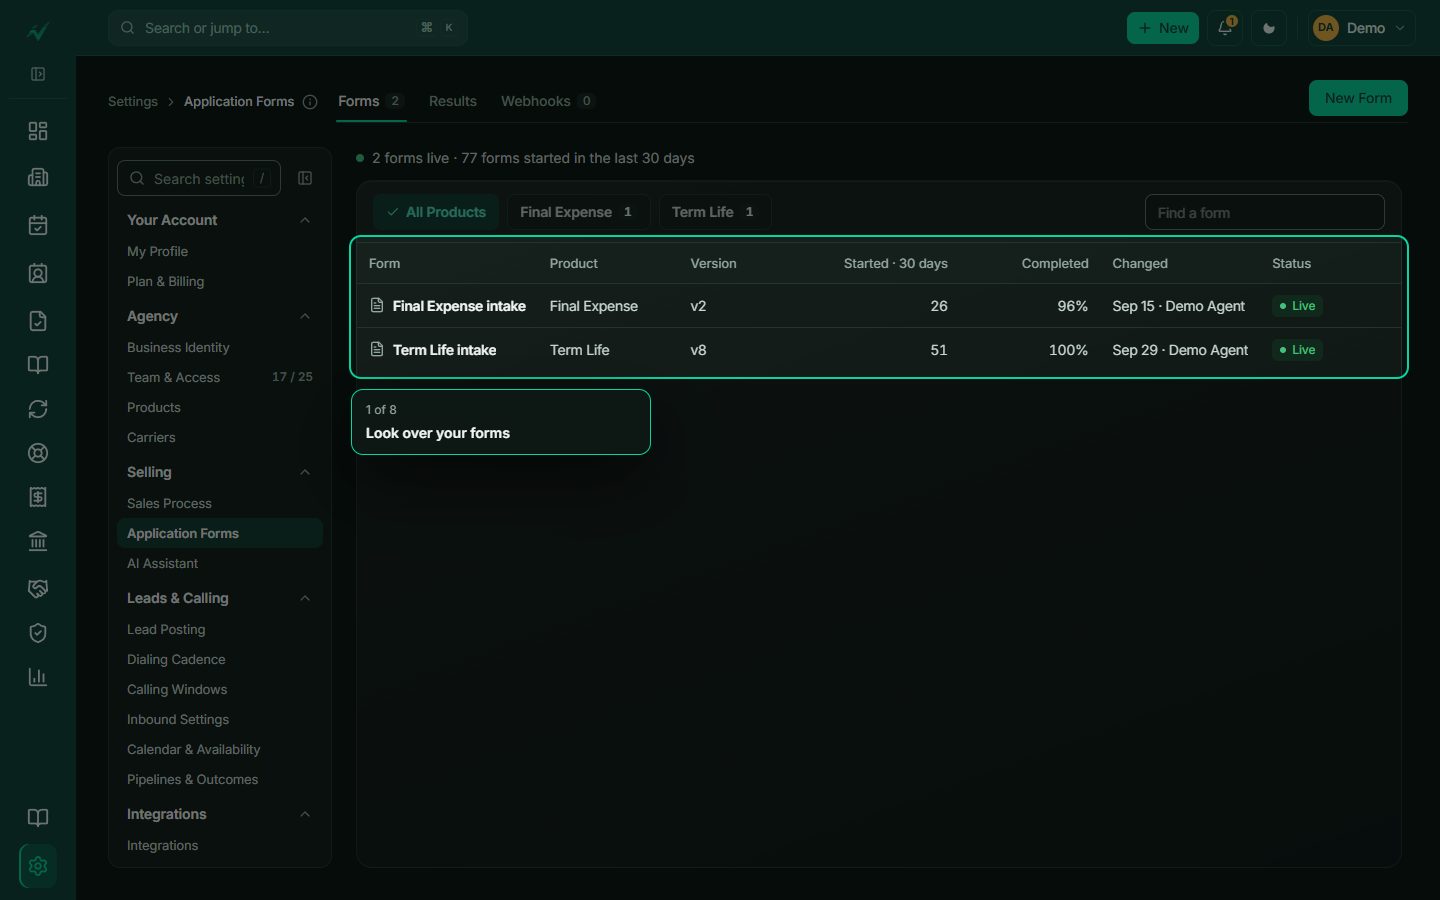 Search or jump to...
⌘ K
New
1
DA
Demo
Settings
Application Forms
Forms 2
Results
Webhooks 0
New Form
Search setting
/
2 forms live · 77 forms started in the last 30 days
Your Account
My Profile
Plan & Billing
Agency
Business Identity
Team & Access 17 / 25
Products
Carriers
Selling
Sales Process
Application Forms
AI Assistant
Leads & Calling
Lead Posting
Dialing Cadence
Calling Windows
Inbound Settings
Calendar & Availability
Pipelines & Outcomes
Integrations
Integrations
All Products
Final Expense 1
Term Life 1
Find a form
Form Product Version Started · 30 days Completed Changed Status
Final Expense intake Final Expense v2 26 96% Sep 15 · Demo Agent Live
Term Life intake Term Life v8 51 100% Sep 29 · Demo Agent Live
1 of 8
Look over your forms